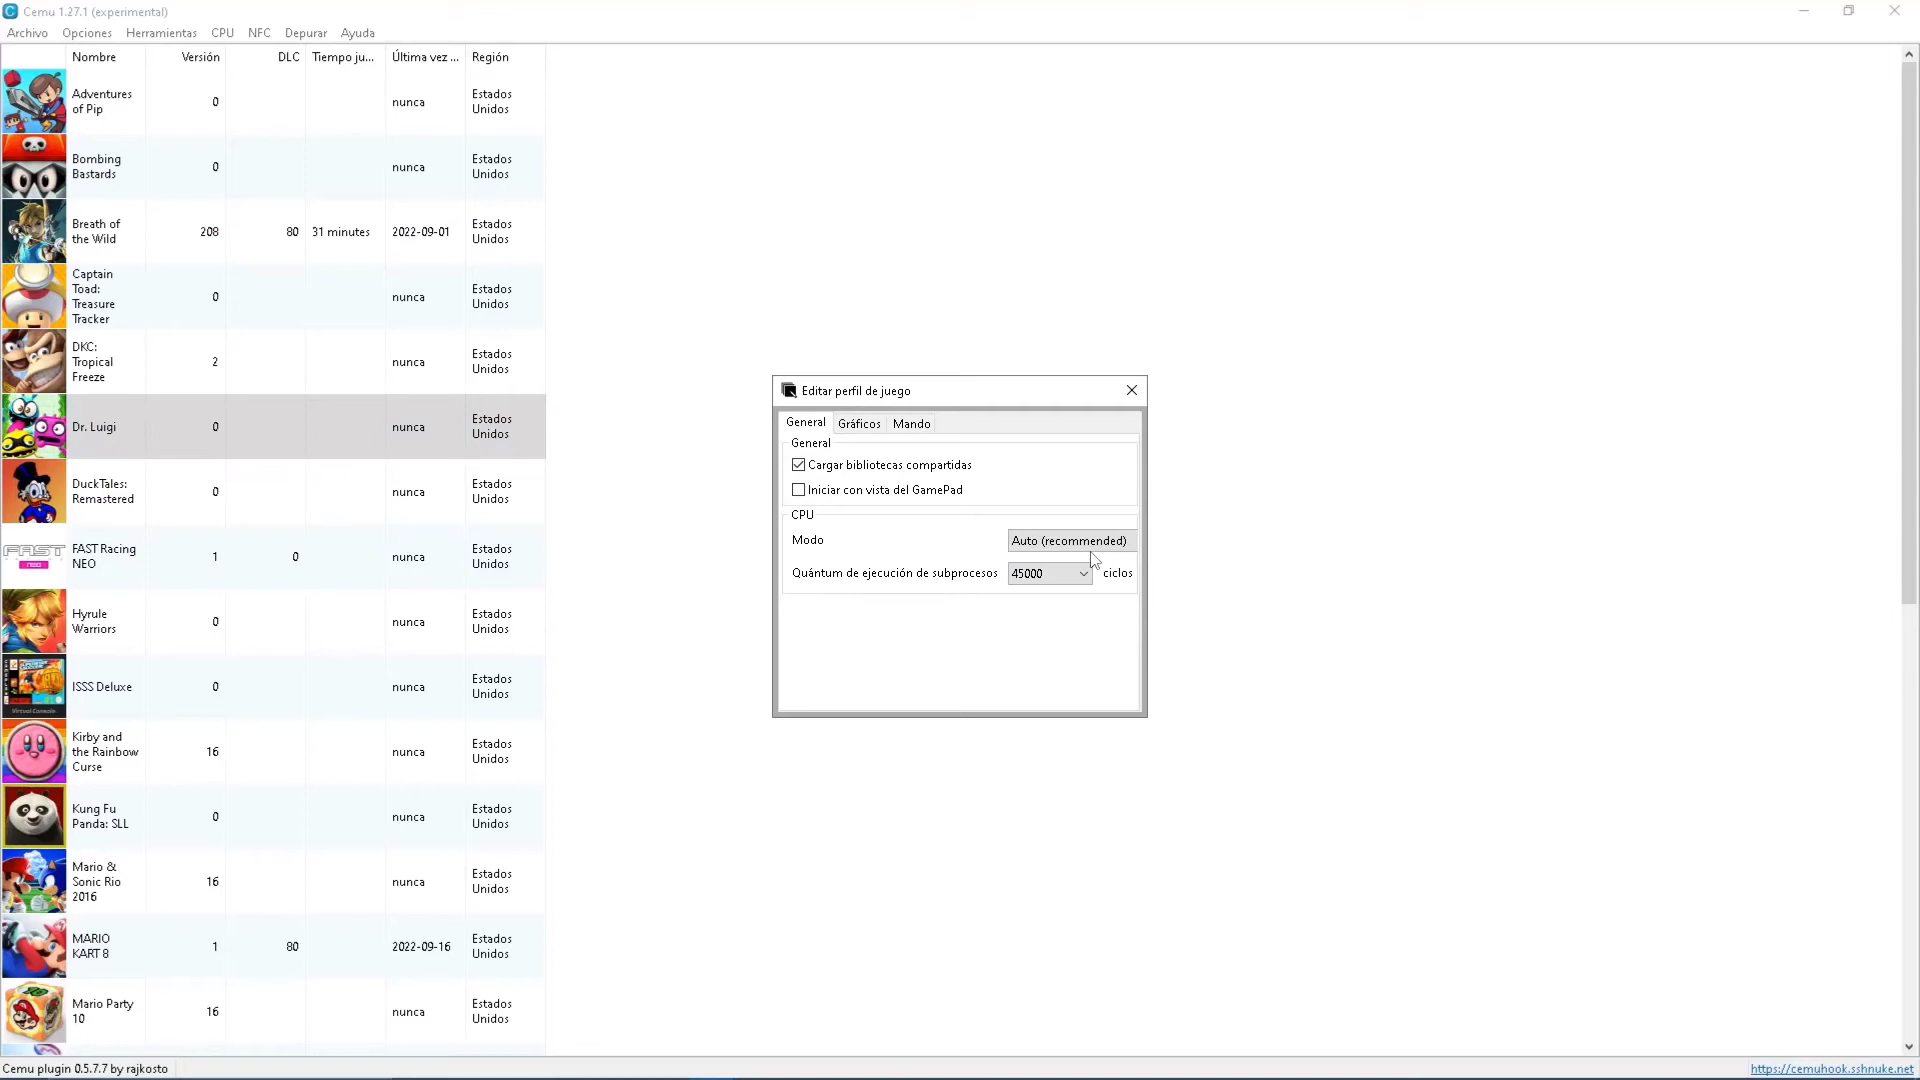 Cemu 1.27.1 (experimental)
Archivo Opciones Herramientas CPU NFC Depurar Ayuda
Nombre Versión DLC Tiempo ju... Última vez ... Región
Adventures of Pip 0 nunca Estados Unidos
Bombing Bastards 0 nunca Estados Unidos
Breath of the Wild 208 80 31 minutes 2022-09-01 Estados Unidos
Captain Toad: Treasure Tracker 0 nunca Estados Unidos
DKC: Tropical Freeze 2 nunca Estados Unidos
Dr. Luigi 0 nunca Estados Unidos
DuckTales: Remastered 0 nunca Estados Unidos
FAST
NEO
FAST Racing NEO 1 0 nunca Estados Unidos
Hyrule Warriors 0 nunca Estados Unidos
Virtual Console
ISSS Deluxe 0 nunca Estados Unidos
Kirby and the Rainbow Curse 16 nunca Estados Unidos
Kung Fu Panda: SLL 0 nunca Estados Unidos
Mario & Sonic Rio 2016 16 nunca Estados Unidos
MARIO KART 8 1 80 2022-09-16 Estados Unidos
Mario Party 10 16 nunca Estados Unidos
Editar perfil de juego
General Gráficos Mando
General
Cargar bibliotecas compartidas
Iniciar con vista del GamePad
CPU
Modo Auto (recommended)
Quántum de ejecución de subprocesos 45000 ciclos
Cemu plugin 0.5.7.7 by rajkosto
https://cemuhook.sshnuke.net